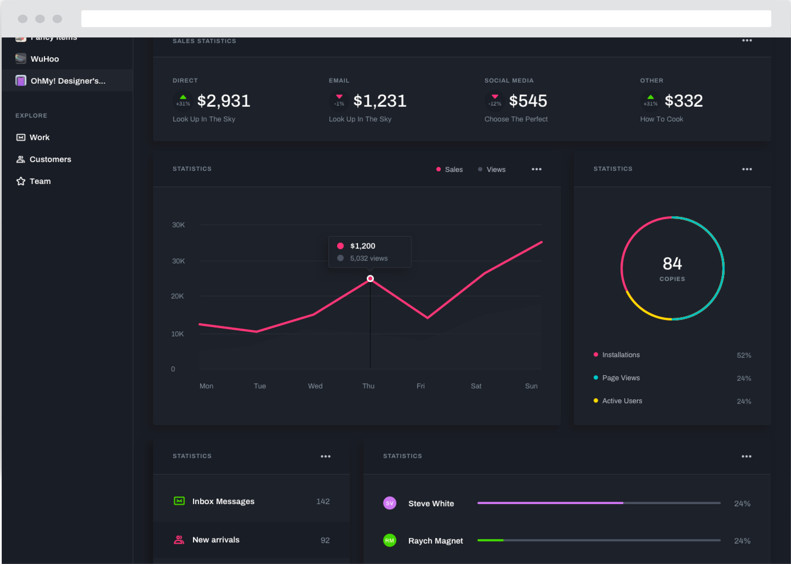 Fancy Items
WuHoo
OhMy! Designer's...
EXPLORE
Work
Customers
Team
SALES STATISTICS
DIRECT
+31%
$2,931
Look Up In The Sky
EMAIL
-1%
$1,231
Look Up In The Sky
SOCIAL MEDIA
-12%
$545
Choose The Perfect
OTHER
+31%
$332
How To Cook
STATISTICS
Sales
Views
30K
30K
20K
10K
0
$1,200
5,032 views
Mon Tue Wed Thu Fri Sat Sun
STATISTICS
84
COPIES
Installations 52%
Page Views 24%
Active Users 24%
STATISTICS
Inbox Messages 142
New arrivals 92
STATISTICS
Steve White 24%
RM Raych Magnet 24%